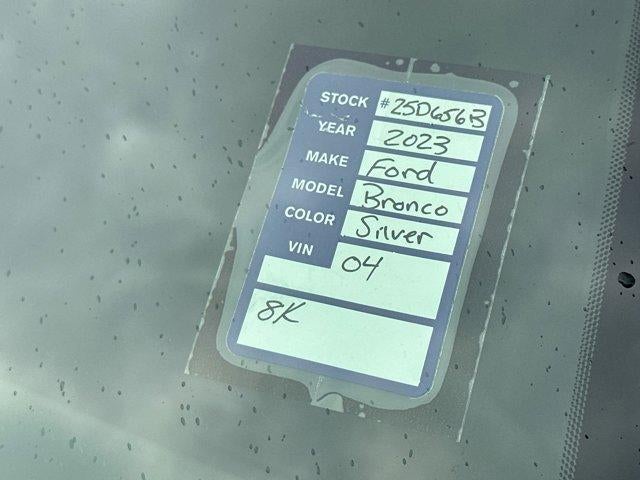 STOCK #25D656B
YEAR 2023
MAKE Ford
MODEL Bronco
COLOR Silver
VIN 04
8K